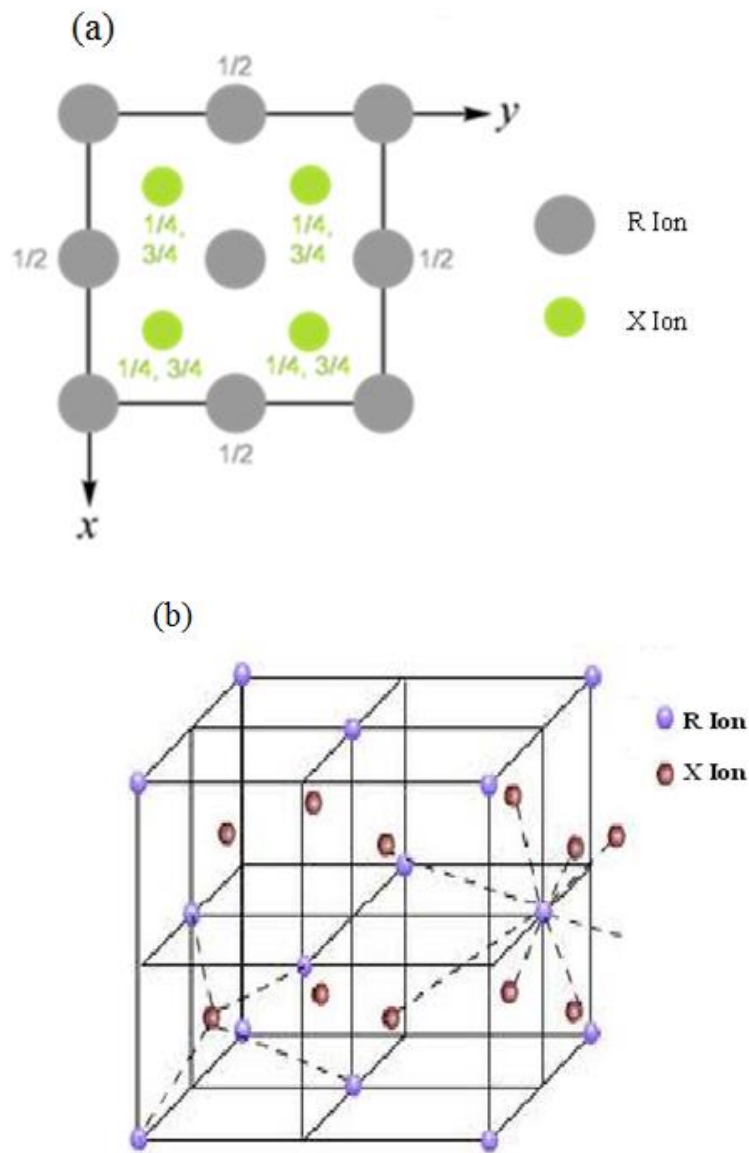 (a)
1/2
y
1/4,
3/4
1/4,
3/4
1/2
1/2
R Ion
X Ion
1/4, 3/4
1/4, 3/4
1/2
x
(b)
R Ion
X Ion